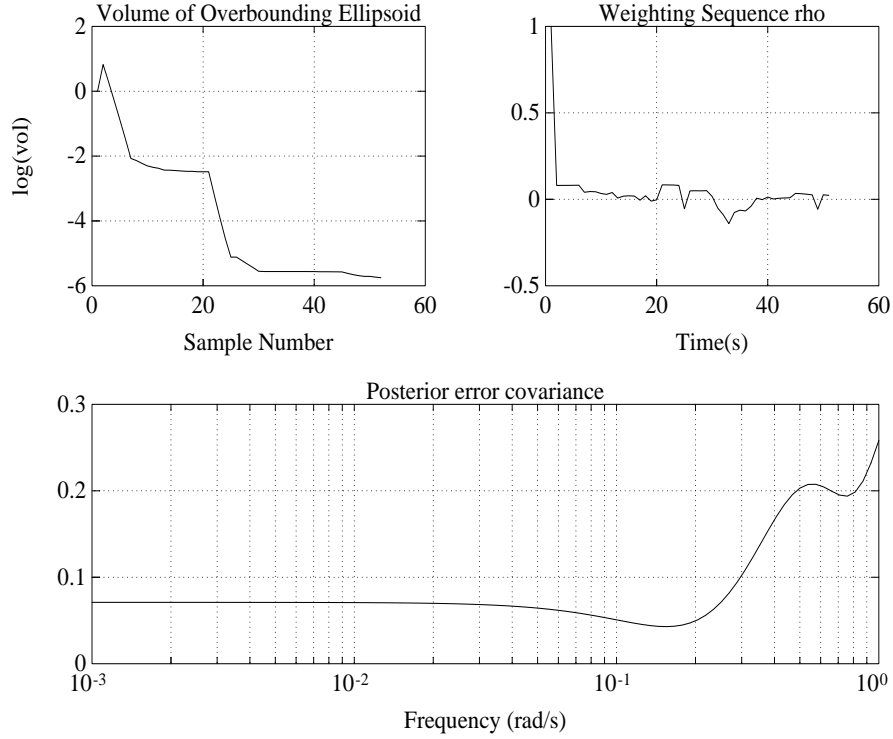 Volume of Overbounding Ellipsoid
2
0
-2
-4
-6
log(vol)
0 20 40 60
Sample Number
Weighting Sequence rho
1
0.5
0
-0.5
0 20 40 60
Time(s)
Posterior error covariance
0.3
0.2
0.1
0
10-3 10-2 10-1 100
Frequency (rad/s)